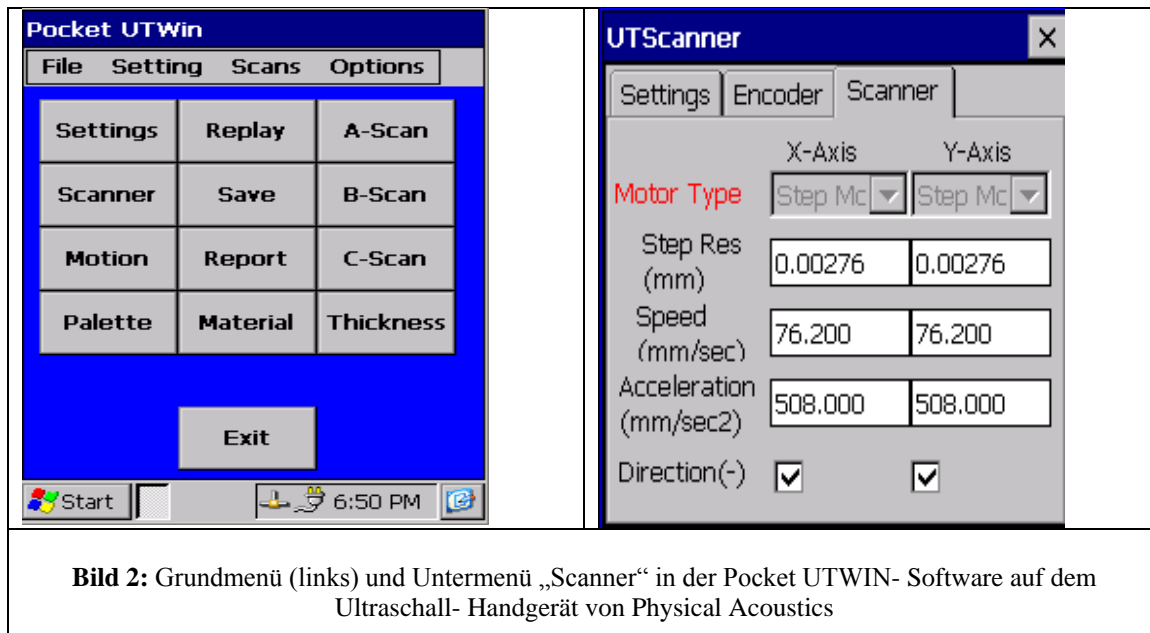 Pocket UTWin
File Setting Scans Options
Settings Replay A-Scan
Scanner Save B-Scan
Motion Report C-Scan
Palette Material Thickness
Exit
Start 6:50 PM
UTScanner
Settings Encoder Scanner
X-Axis Y-Axis
Motor Type Step Mc Step Mc
Step Res
(mm) 0.00276 0.00276
Speed
(mm/sec) 76.200 76.200
Acceleration
(mm/sec2) 508.000 508.000
Direction(-)
Bild 2: Grundmenü (links) und Untermenü „Scanner“ in der Pocket UTWIN- Software auf dem
Ultraschall- Handgerät von Physical Acoustics